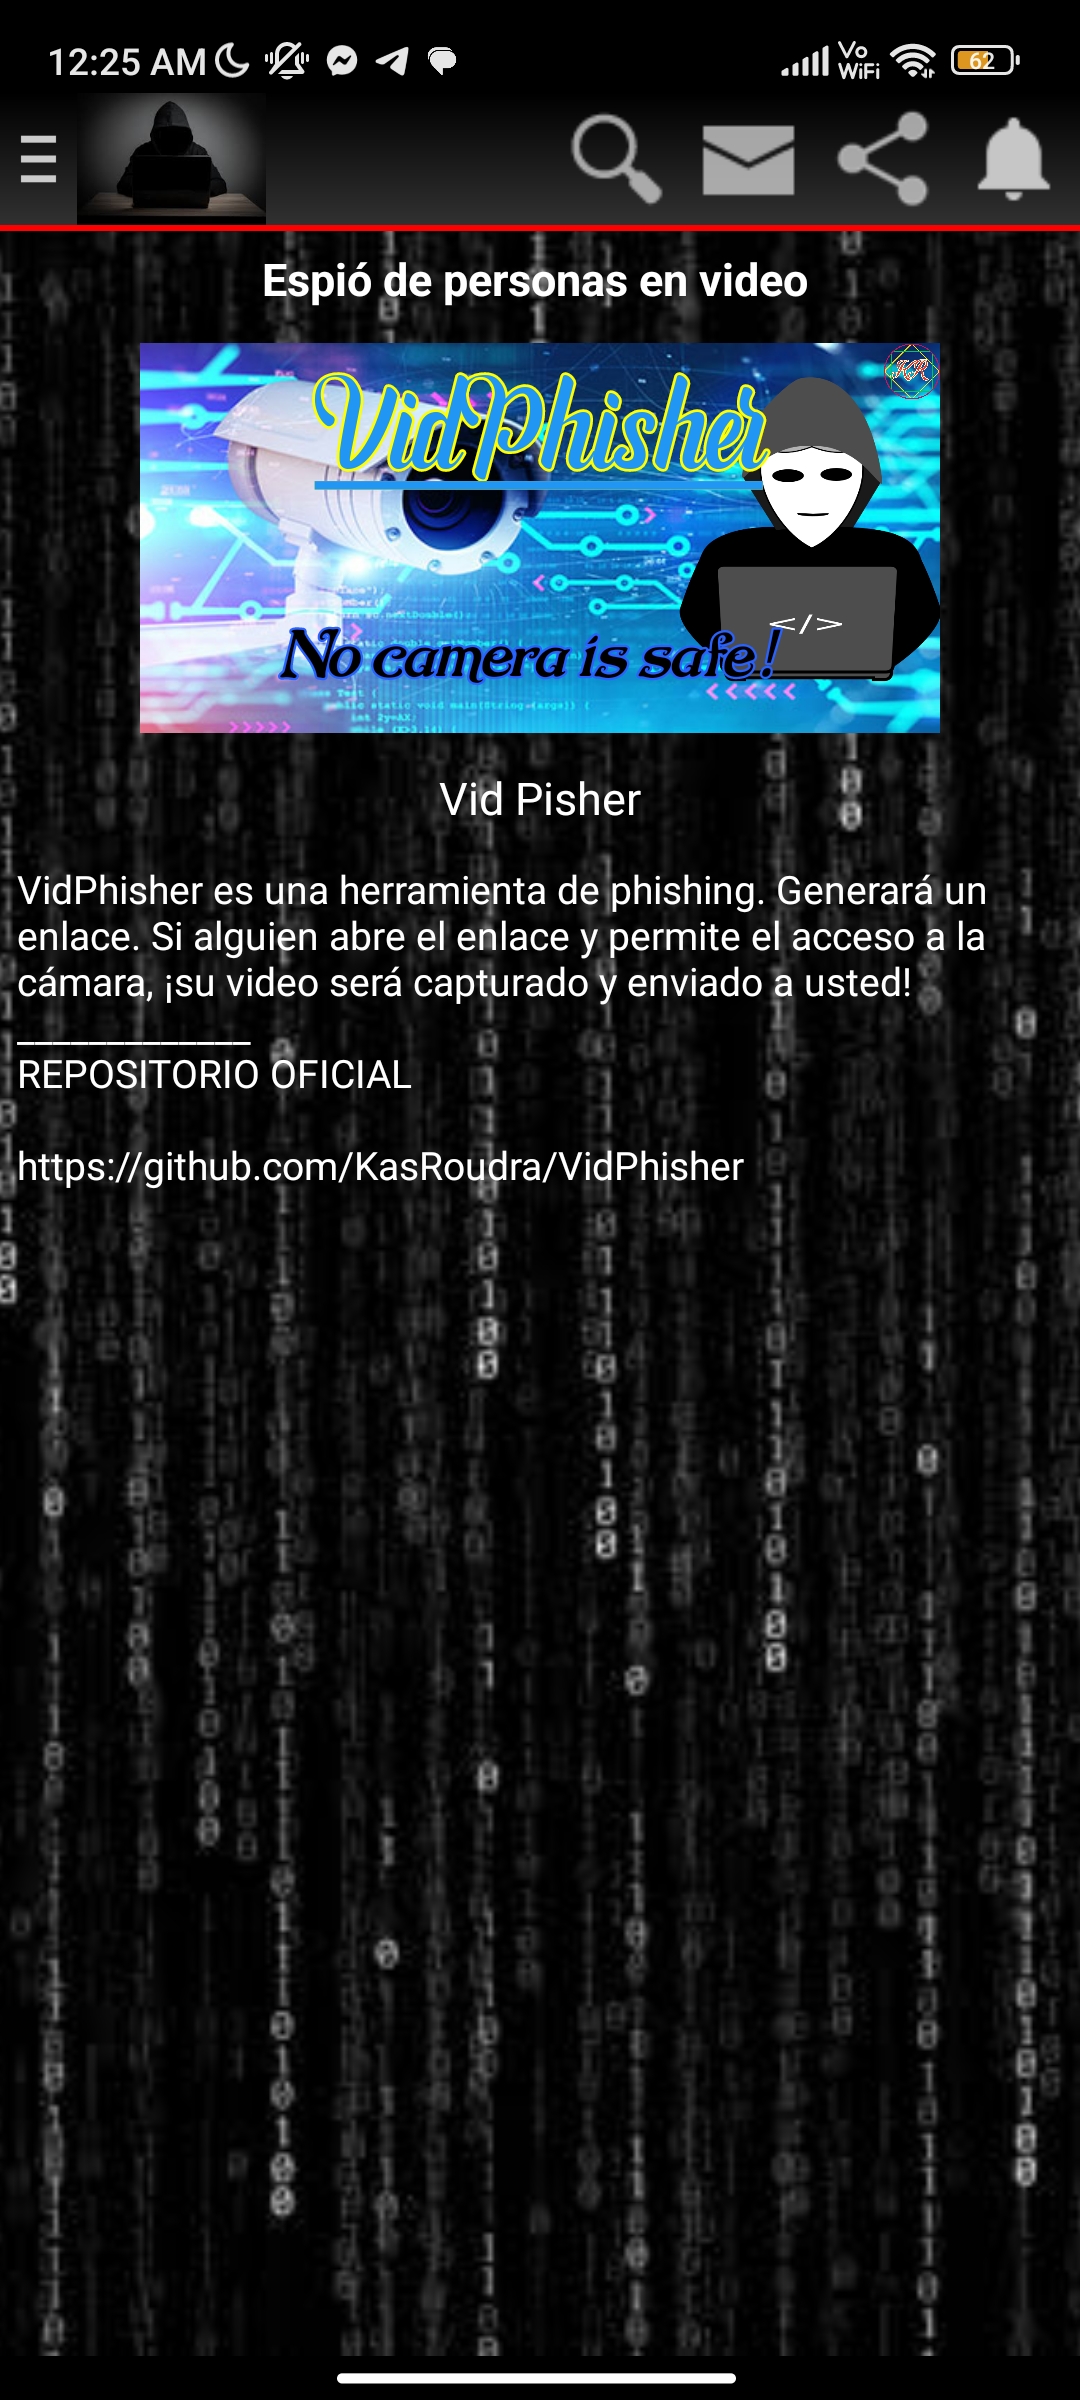 12:25 AM
Vo
WiFi
62
Espió de personas en video
VidPhisher
KR
</>
No camera is safe!
Vid Pisher
VidPhisher es una herramienta de phishing. Generará un
enlace. Si alguien abre el enlace y permite el acceso a la
cámara, ¡su video será capturado y enviado a usted!
_____________
REPOSITORIO OFICIAL
https://github.com/KasRoudra/VidPhisher